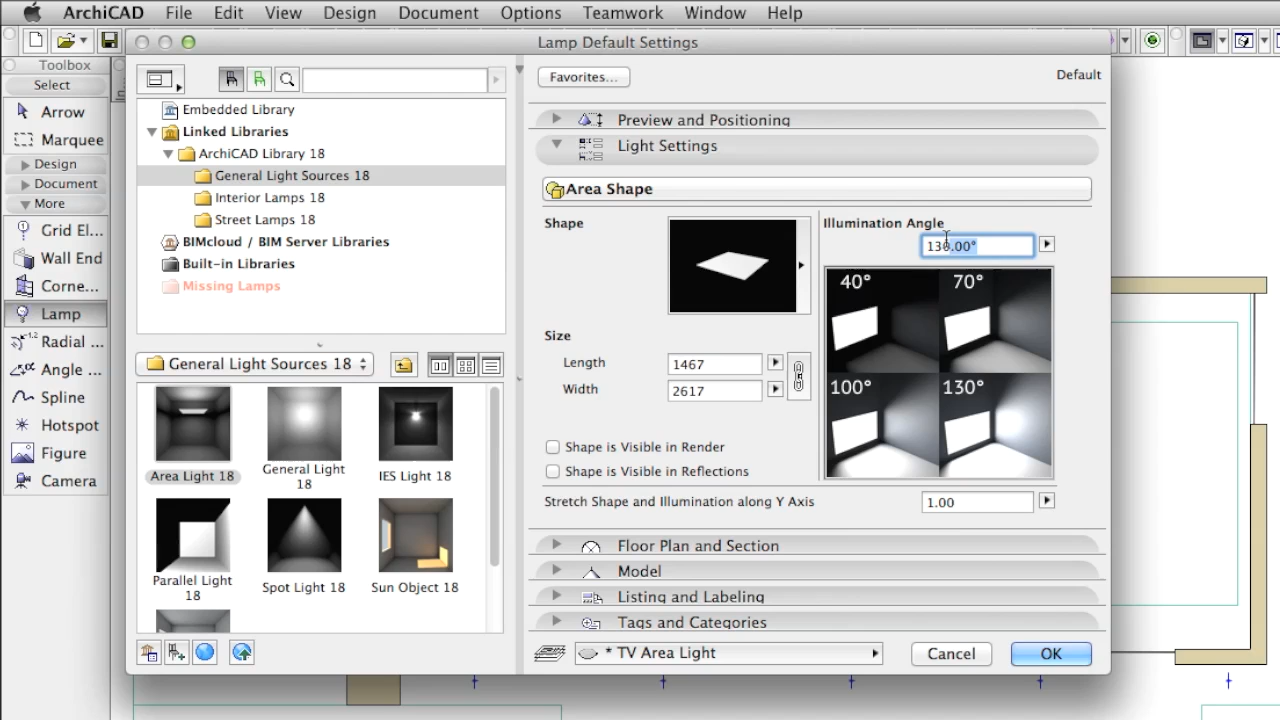 ArchiCAD File Edit View Design Document Options Teamwork Window Help
Lamp Default Settings
Toolbox
Select
Arrow
Marquee
Design
Document
More
Grid El...
Wall End
Corne...
Lamp
Radial ...
Angle ...
Spline
Hotspot
Figure
Camera
Embedded Library
Linked Libraries
ArchiCAD Library 18
General Light Sources 18
Interior Lamps 18
Street Lamps 18
BIMcloud / BIM Server Libraries
Built-in Libraries
Missing Lamps
General Light Sources 18
Area Light 18
General Light 18
IES Light 18
Parallel Light 18
Spot Light 18
Sun Object 18
Favorites...
Default
Preview and Positioning
Light Settings
Area Shape
Shape
Illumination Angle
130.00°
40° 70°
100° 130°
Size
Length 1467
Width 2617
Shape is Visible in Render
Shape is Visible in Reflections
Stretch Shape and Illumination along Y Axis 1.00
Floor Plan and Section
Model
Listing and Labeling
Tags and Categories
* TV Area Light
Cancel
OK